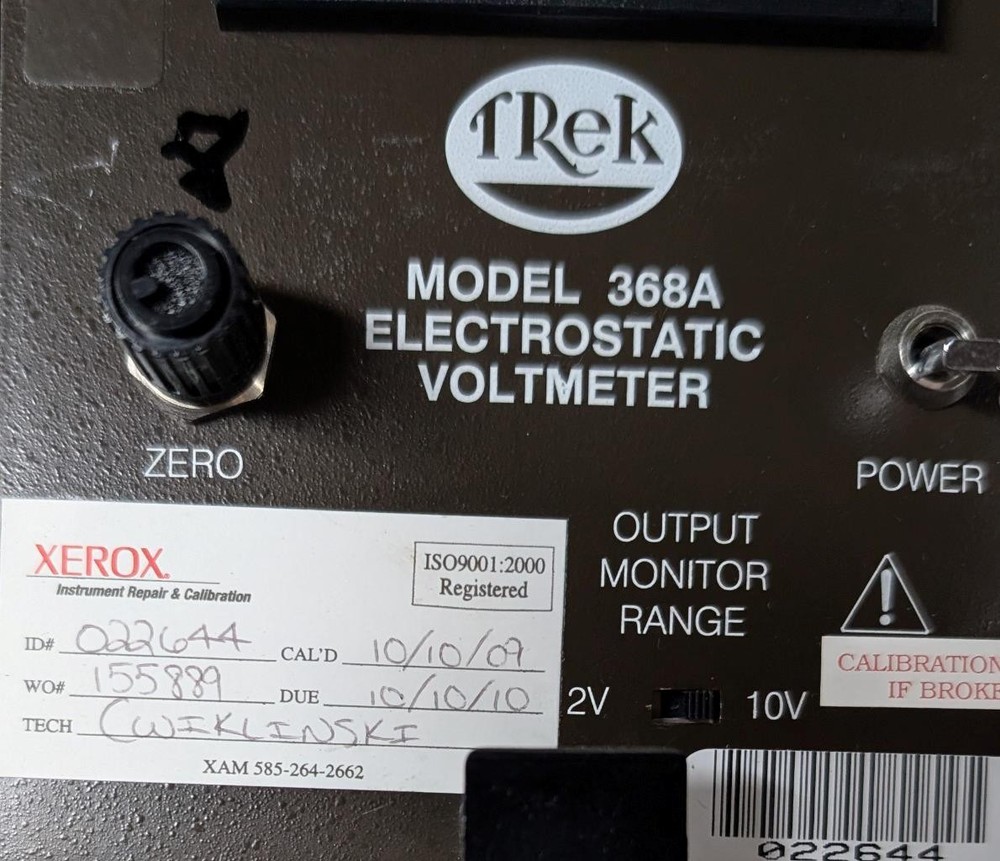 TRek
MODEL 368A
ELECTROSTATIC
VOLTMETER
ZERO
POWER
OUTPUT
MONITOR
RANGE
2V 10V
XEROX.
Instrument Repair & Calibration
ISO9001:2000
Registered
ID# 022644 CAL'D 10/10/09
WO# 155889 DUE 10/10/10
TECH CWIKLINSKI
XAM 585-264-2662
CALIBRATION
IF BROKE
022644